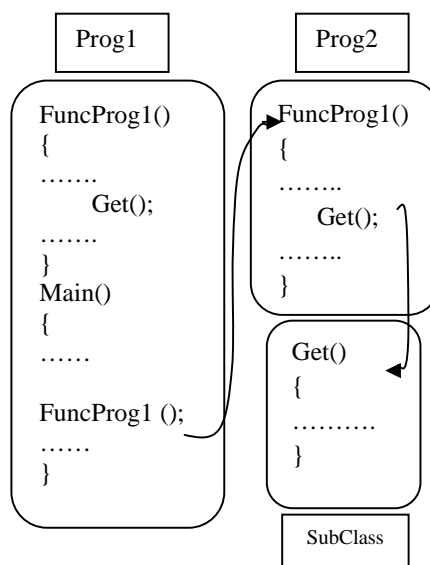 Prog1
FuncProg1()
{
…….
Get();
…….
}
Main()
{
……
FuncProg1 ();
……
}
Prog2
FuncProg1()
{
……..
Get();
……..
}
Get()
{
……….
}
SubClass